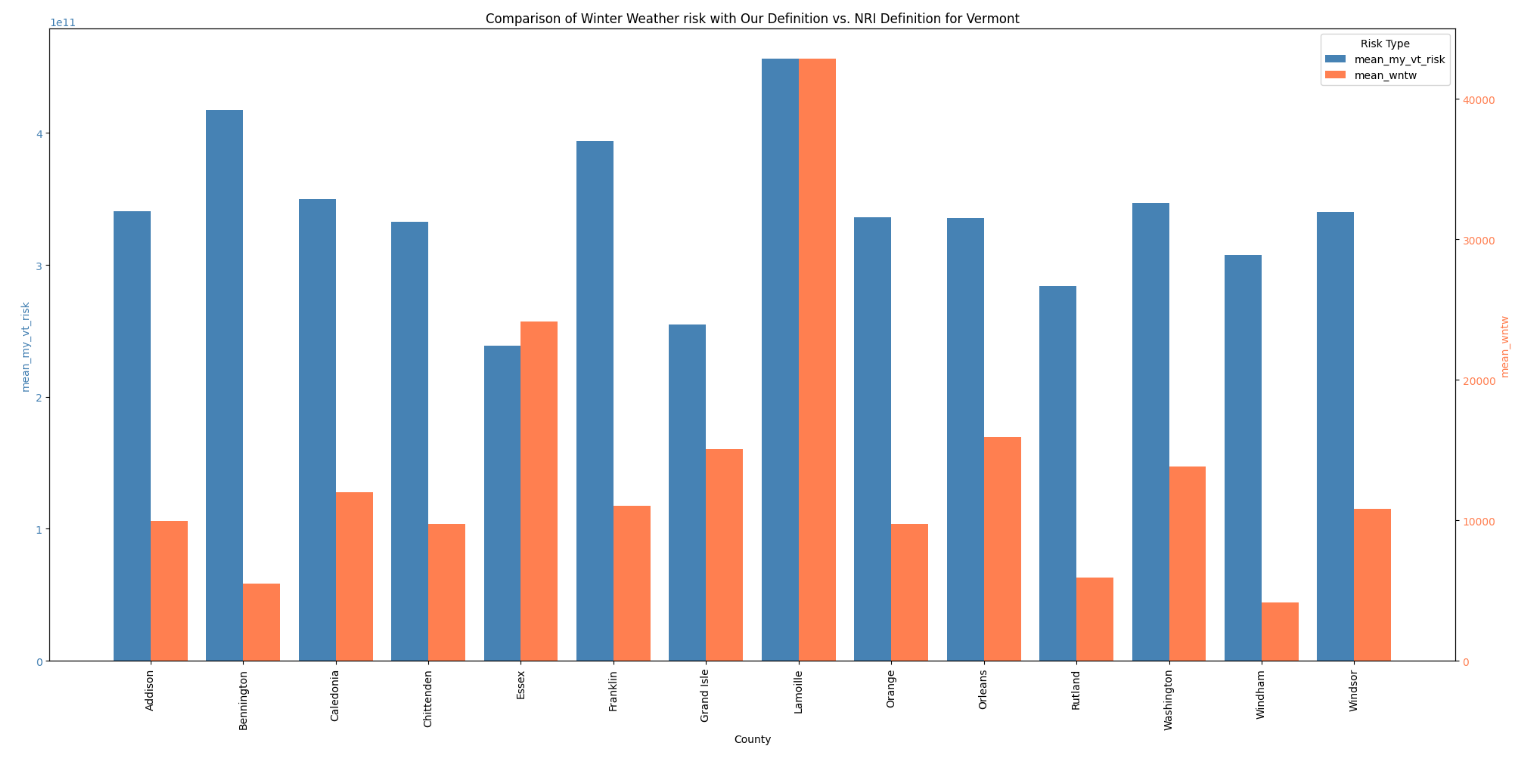 Comparison of Winter Weather risk with Our Definition vs. NRI Definition for Vermont
1e11
Risk Type
mean_my_vt_risk
mean_wntw
4
3
2
1
0
mean_my_vt_risk
40000
30000
20000
10000
0
mean_wntw
Addison
Bennington
Caledonia
Chittenden
Essex
Franklin
Grand Isle
Lamoille
Orange
Orleans
Rutland
Washington
Windham
Windsor
County